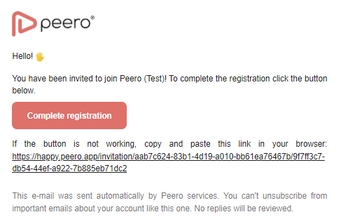 peero®
Hello! 🖐
You have been invited to join Peero (Test)! To complete the registration click the button
below.
Complete registration
If the button is not working, copy and paste this link in your browser:
https://happy.peero.app/invitation/aab7c624-83b1-4d19-a010-bb61ea76467b/9f7ff3c7-
db54-44ef-a922-7b885eb71dc2
This e-mail was sent automatically by Peero services. You can't unsubscribe from
important emails about your account like this one. No replies will be reviewed.